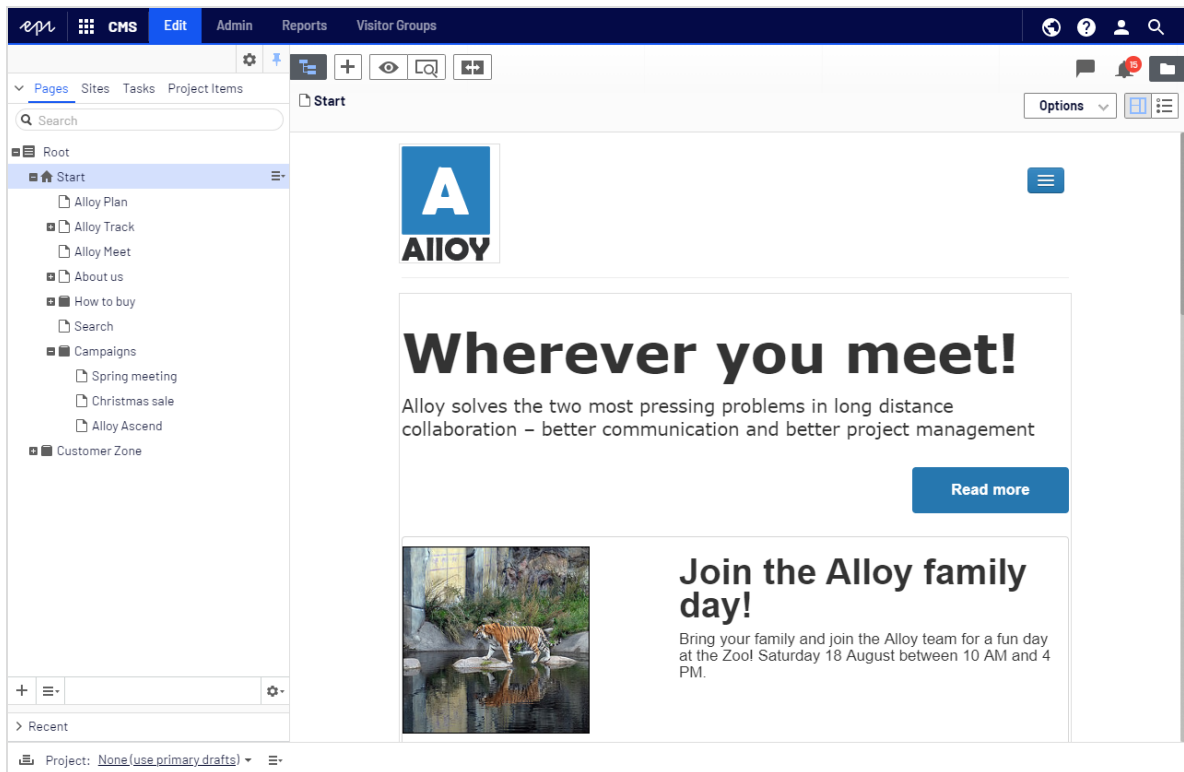 epi CMS Edit Admin Reports Visitor Groups
15
Pages Sites Tasks Project Items
Start
Options
Search
Root
Start
Alloy Plan
Alloy Track
Alloy Meet
About us
How to buy
Search
Campaigns
Spring meeting
Christmas sale
Alloy Ascend
Customer Zone
Recent
Project: None (use primary drafts)
A
Alloy
Wherever you meet!
Alloy solves the two most pressing problems in long distance
collaboration – better communication and better project management
Read more
Join the Alloy family
day!
Bring your family and join the Alloy team for a fun day
at the Zoo! Saturday 18 August between 10 AM and 4
PM.